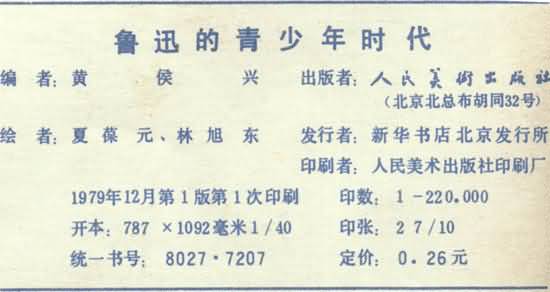 鲁迅的青少年时代
编者：黄侯兴 出版者：人民美術出版社
（北京北总布胡同32号）
绘者：夏葆元、林旭东 发行者：新华书店北京发行所
印刷者：人民美术出版社印刷厂
1979年12月第1版第1次印刷 印数：1-220.000
开本：787×1092毫米1/40 印张：27/10
统一书号：8027·7207 定价：0.26元